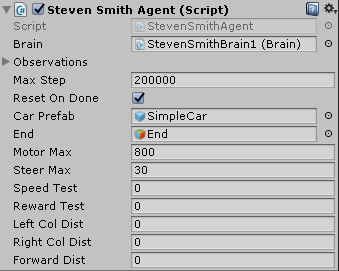 Steven Smith Agent (Script)
Script StevenSmithAgent
Brain StevenSmithBrain1 (Brain)
Observations
Max Step 200000
Reset On Done
Car Prefab SimpleCar
End End
Motor Max 800
Steer Max 30
Speed Test 0
Reward Test 0
Left Col Dist 0
Right Col Dist 0
Forward Dist 0